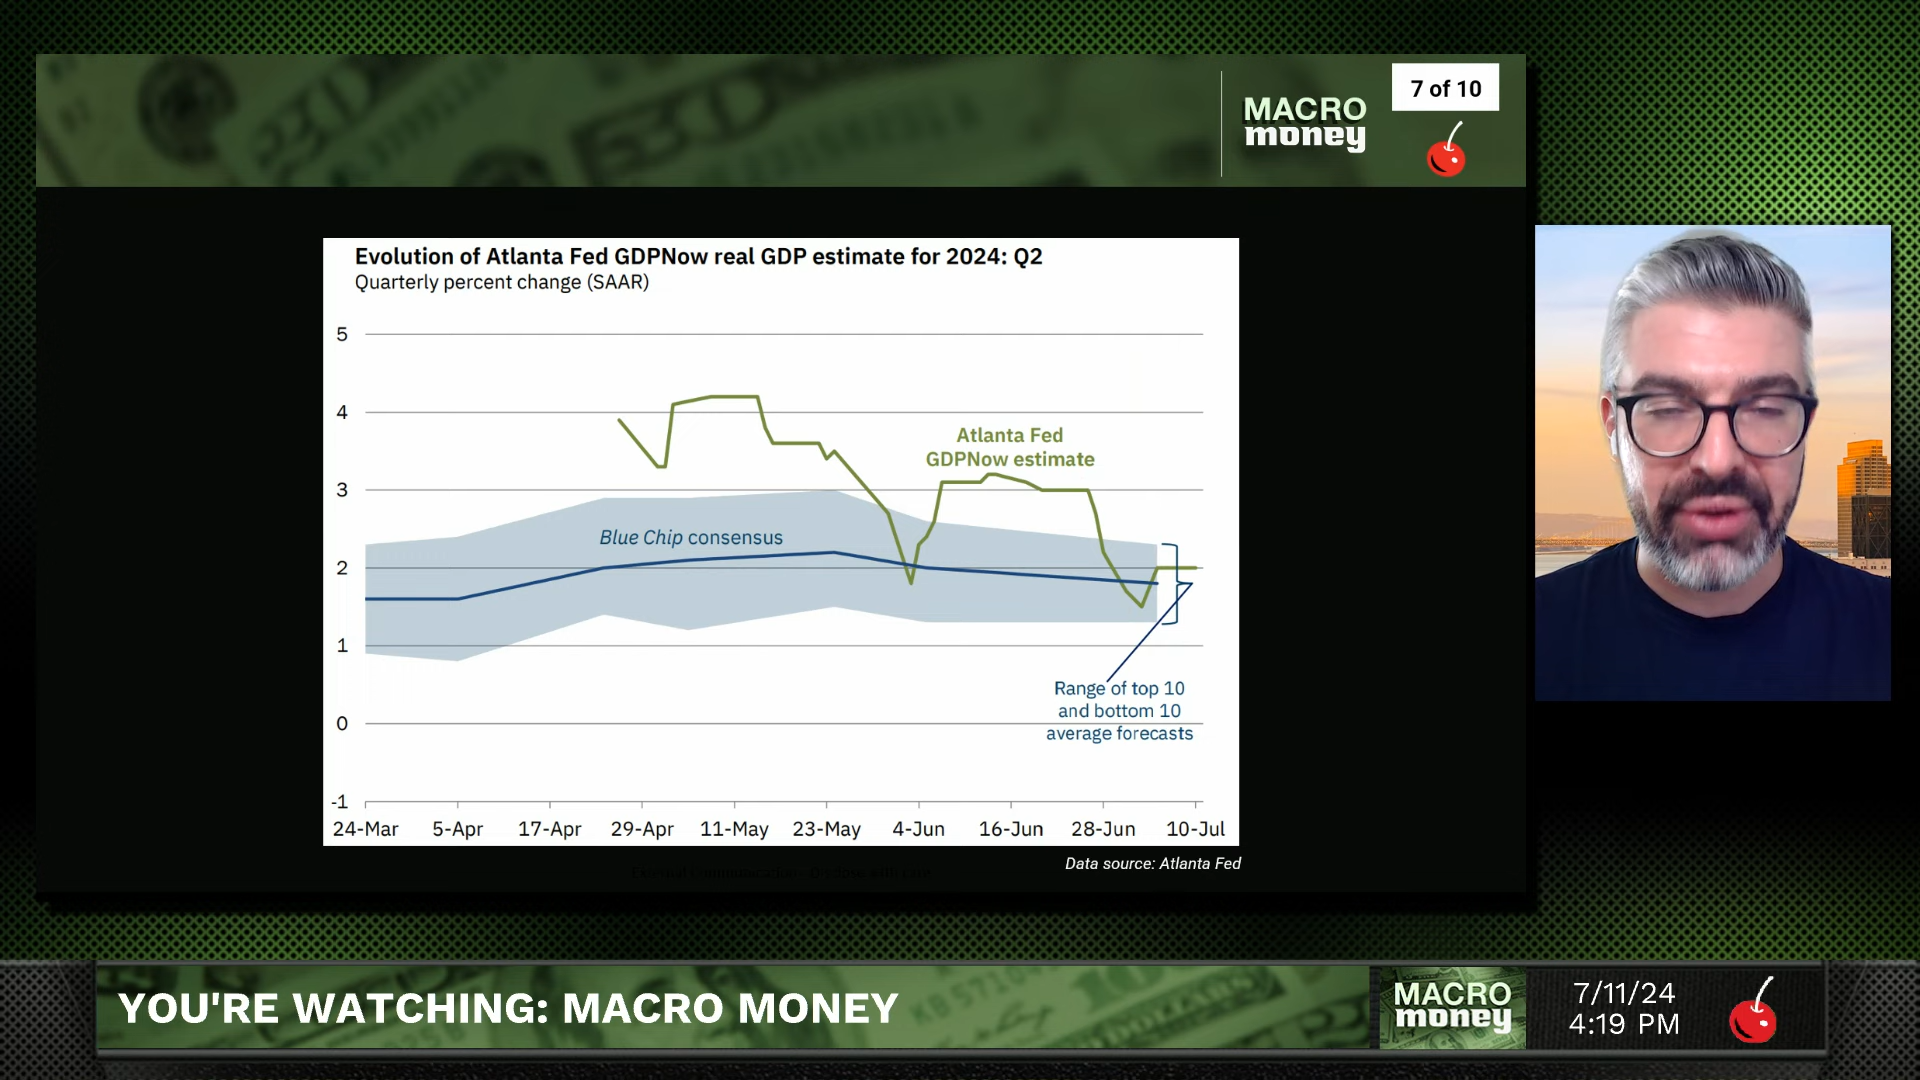 7 of 10
MACRO
money
Evolution of Atlanta Fed GDPNow real GDP estimate for 2024: Q2
Quarterly percent change (SAAR)
5
4
3
2
1
0
-1
Atlanta Fed
GDPNow estimate
Blue Chip consensus
Range of top 10
and bottom 10
average forecasts
24-Mar 5-Apr 17-Apr 29-Apr 11-May 23-May 4-Jun 16-Jun 28-Jun 10-Jul
Data source: Atlanta Fed
YOU'RE WATCHING: MACRO MONEY
MACRO
money
7/11/24
4:19 PM